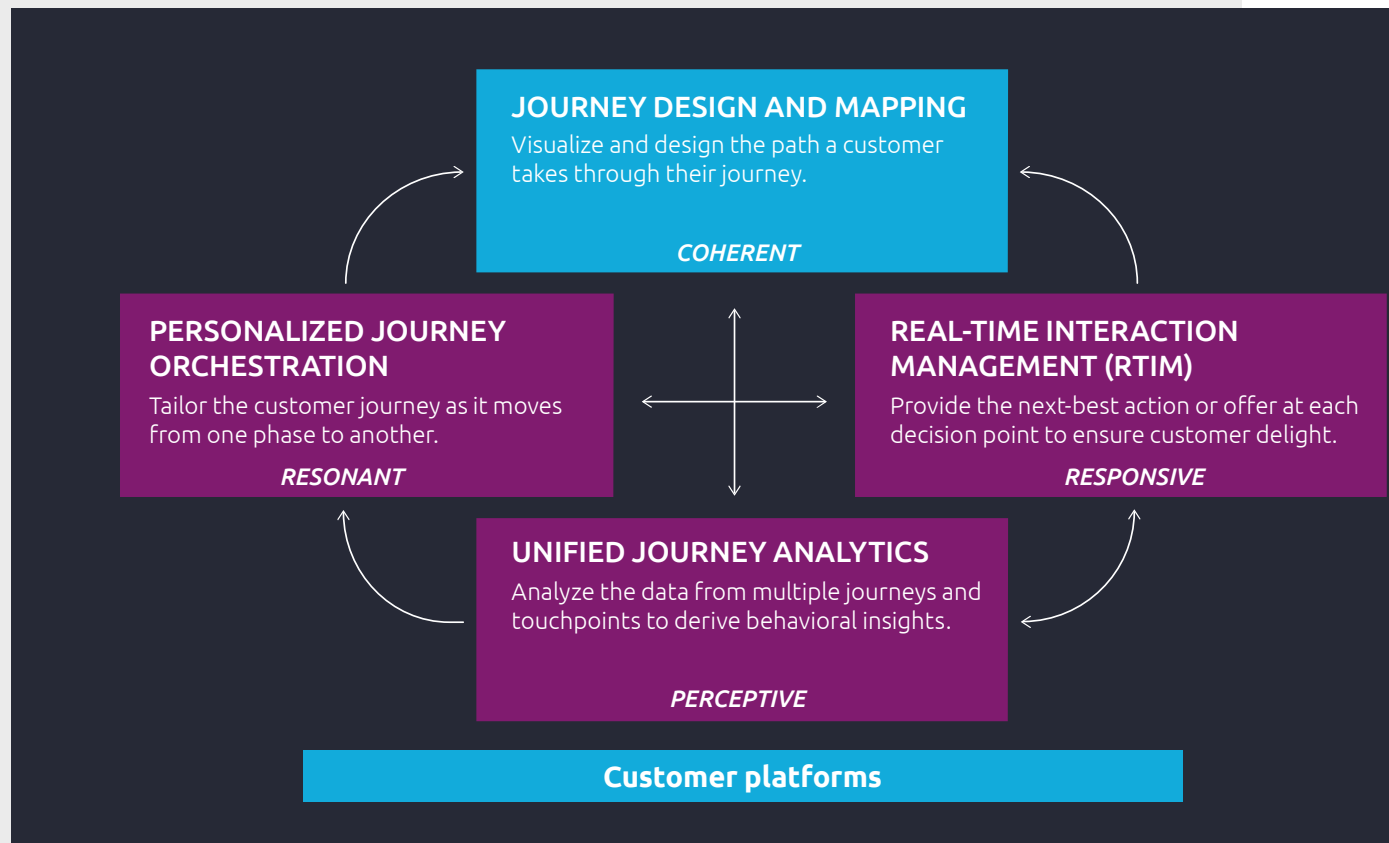 JOURNEY DESIGN AND MAPPING
Visualize and design the path a customer
takes through their journey.
COHERENT
PERSONALIZED JOURNEY
ORCHESTRATION
Tailor the customer journey as it moves
from one phase to another.
RESONANT
REAL-TIME INTERACTION
MANAGEMENT (RTIM)
Provide the next-best action or offer at each
decision point to ensure customer delight.
RESPONSIVE
UNIFIED JOURNEY ANALYTICS
Analyze the data from multiple journeys and
touchpoints to derive behavioral insights.
PERCEPTIVE
Customer platforms